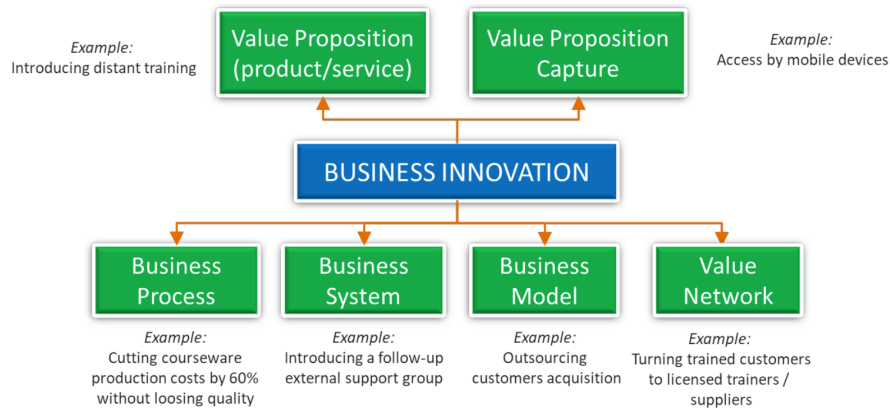 Example:
Introducing distant training
Value Proposition
(product/service)
Value Proposition
Capture
Example:
Access by mobile devices
BUSINESS INNOVATION
Business
Process
Business
System
Business
Model
Value
Network
Example:
Cutting courseware
production costs by 60%
without loosing quality
Example:
Introducing a follow-up
external support group
Example:
Outsourcing
customers acquisition
Example:
Turning trained customers
to licensed trainers /
suppliers